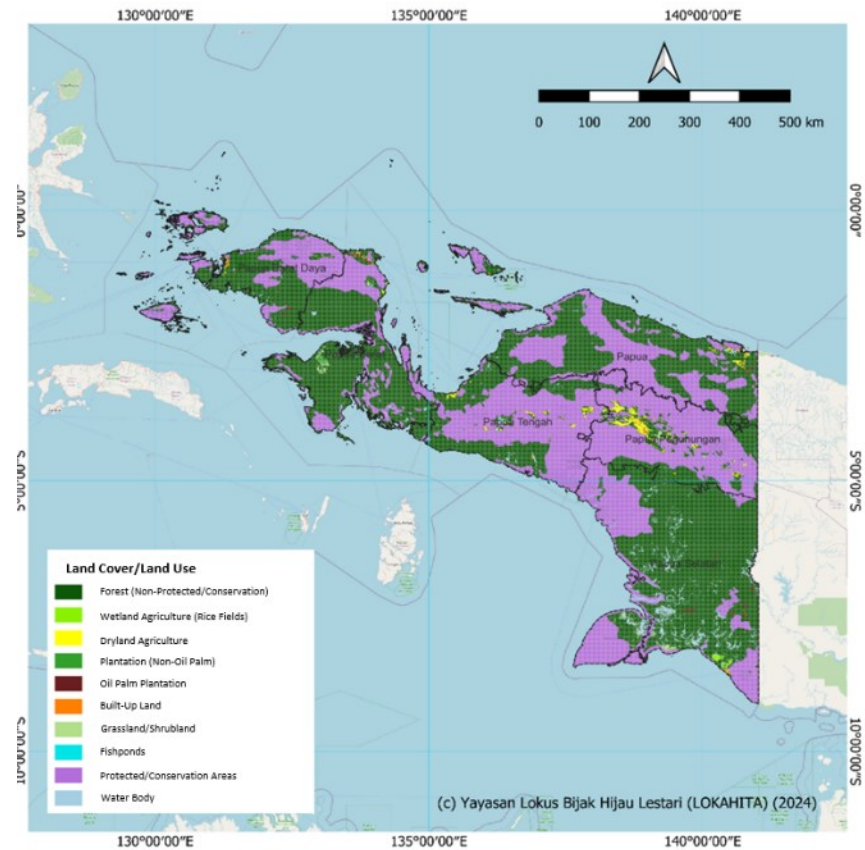 130°00′00″E 135°00′00″E 140°00′00″E
0 100 200 300 400 500 km
0°00′00″ 0°00′00″
Daya
Papua
Papua Tengah
Papua Pegunungan
5°00′00″S 5°00′00″S
Selatan
Land Cover/Land Use
Forest (Non-Protected/Conservation)
Wetland Agriculture (Rice Fields)
Dryland Agriculture
Plantation (Non-Oil Palm)
Oil Palm Plantation
Built-Up Land
Grassland/Shrubland
Fishponds
Protected/Conservation Areas
Water Body
10°00′00″S 10°00′00″S
(c) Yayasan Lokus Bijak Hijau Lestari (LOKAHITA) (2024)
130°00′00″E 135°00′00″E 140°00′00″E